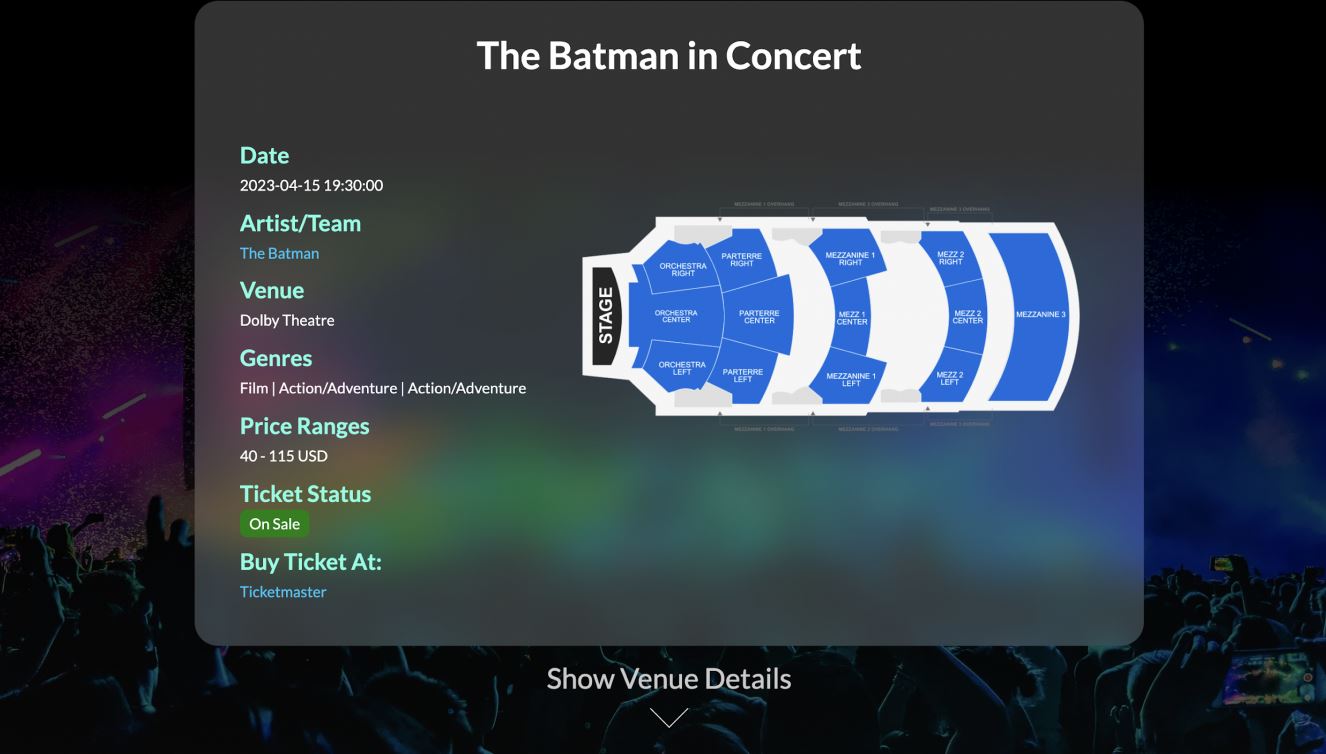 The Batman in Concert
Date
2023-04-15 19:30:00
Artist/Team
The Batman
Venue
Dolby Theatre
Genres
Film | Action/Adventure | Action/Adventure
Price Ranges
40 - 115 USD
Ticket Status
On Sale
Buy Ticket At:
Ticketmaster
MEZZANINE 1 OVERHANG
MEZZANINE 2 OVERHANG
MEZZANINE 3 OVERHANG
STAGE
ORCHESTRA
RIGHT
PARTERRE
RIGHT
MEZZANINE 1
RIGHT
MEZZ 2
RIGHT
ORCHESTRA
CENTER
PARTERRE
CENTER
MEZZ 1
CENTER
MEZZ 2
CENTER
MEZZANINE 3
ORCHESTRA
LEFT
PARTERRE
LEFT
MEZZANINE 1
LEFT
MEZZ 2
LEFT
MEZZANINE 1 OVERHANG
MEZZANINE 2 OVERHANG
MEZZANINE 3 OVERHANG
Show Venue Details